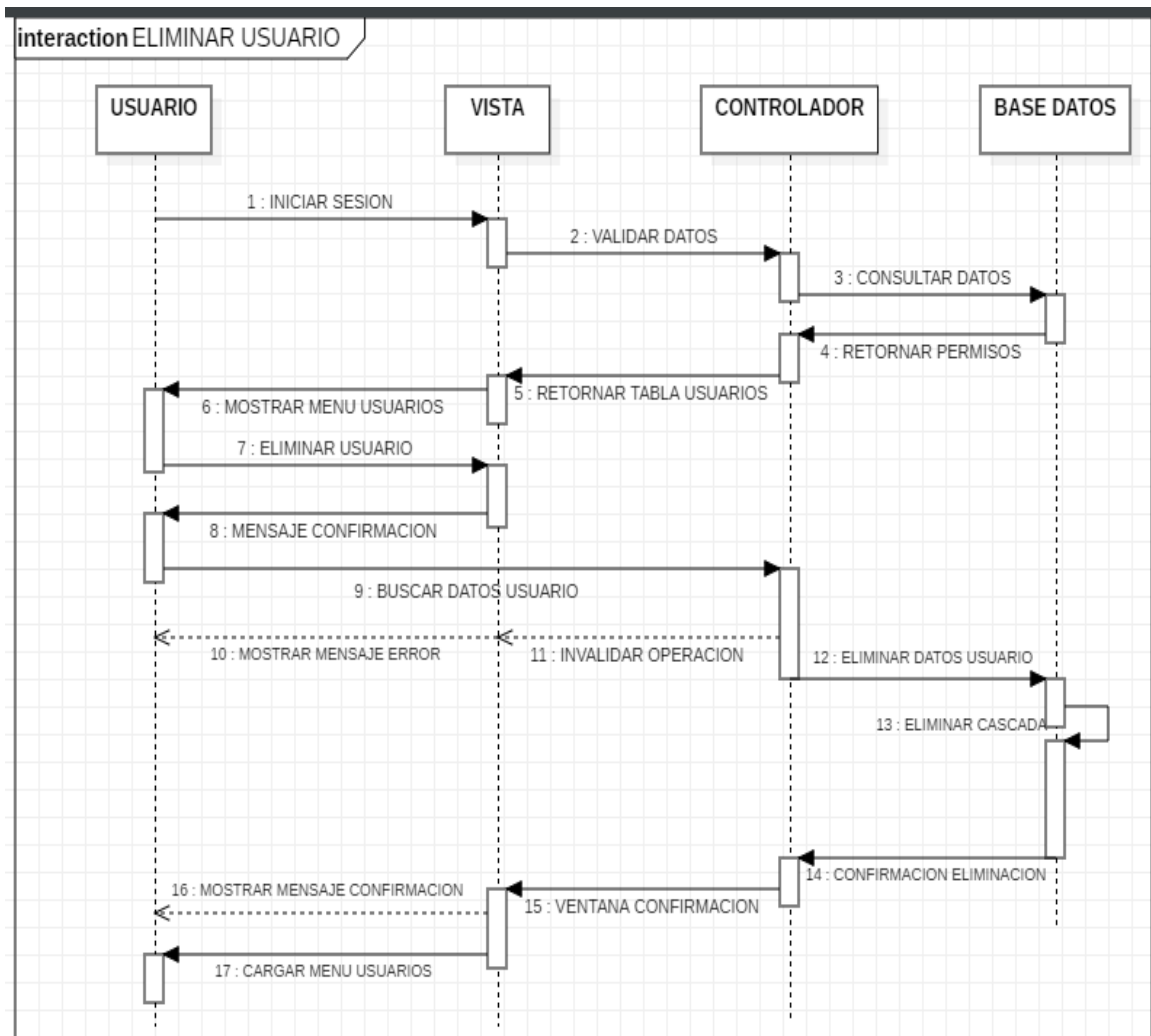 interaction ELIMINAR USUARIO
USUARIO
VISTA
CONTROLADOR
BASE DATOS
1 : INICIAR SESION
2 : VALIDAR DATOS
3 : CONSULTAR DATOS
4 : RETORNAR PERMISOS
5 : RETORNAR TABLA USUARIOS
6 : MOSTRAR MENU USUARIOS
7 : ELIMINAR USUARIO
8 : MENSAJE CONFIRMACION
9 : BUSCAR DATOS USUARIO
10 : MOSTRAR MENSAJE ERROR
11 : INVALIDAR OPERACION
12 : ELIMINAR DATOS USUARIO
13 : ELIMINAR CASCADA
14 : CONFIRMACION ELIMINACION
15 : VENTANA CONFIRMACION
16 : MOSTRAR MENSAJE CONFIRMACION
17 : CARGAR MENU USUARIOS